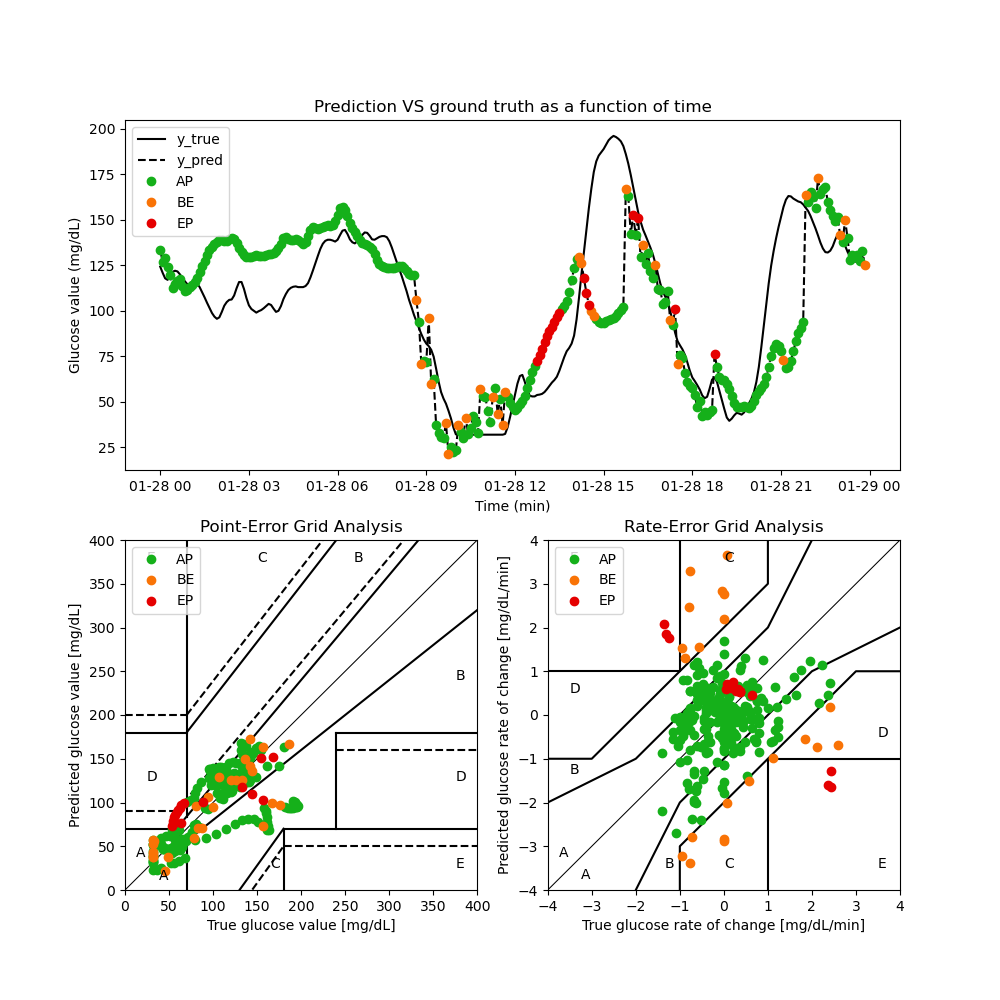 Prediction VS ground truth as a function of time
Glucose value (mg/dL)
200
175
150
125
100
75
50
25
y_true
y_pred
AP
BE
EP
01-28 00 01-28 03 01-28 06 01-28 09 01-28 12 01-28 15 01-28 18 01-28 21 01-29 00
Time (min)
Point-Error Grid Analysis
Predicted glucose value [mg/dL]
400
350
300
250
200
150
100
50
0
AP
BE
EP
C
B
B
D
D
A
A
C
E
0 50 100 150 200 250 300 350 400
True glucose value [mg/dL]
Rate-Error Grid Analysis
Predicted glucose rate of change [mg/dL/min]
4
3
2
1
0
−1
−2
−3
−4
AP
BE
EP
C
D
D
B
A
A
B
C
E
−4 −3 −2 −1 0 1 2 3 4
True glucose rate of change [mg/dL/min]